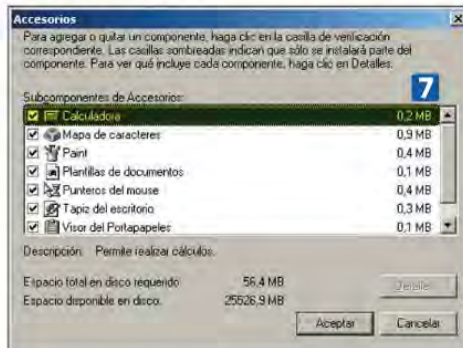 Accesorios
Para agregar o quitar un componente, haga clic en la casilla de verificación
correspondiente. Las casillas sombreadas indican que sólo se instalará parte del
componente. Para ver qué incluye cada componente, haga clic en Detalles.
7
Subcomponentes de Accesorios:
Calculadora 0,2 MB
Mapa de caracteres 0,9 MB
Paint 0,4 MB
Plantillas de documentos 0,1 MB
Punteros del mouse 0,4 MB
Tapiz del escritorio 0,3 MB
Visor del Portapapeles 0,1 MB
Descripción: Permite realizar cálculos.
Espacio total en disco requerido: 56,4 MB
Espacio disponible en disco: 25526,9 MB
Detalles
Aceptar Cancelar